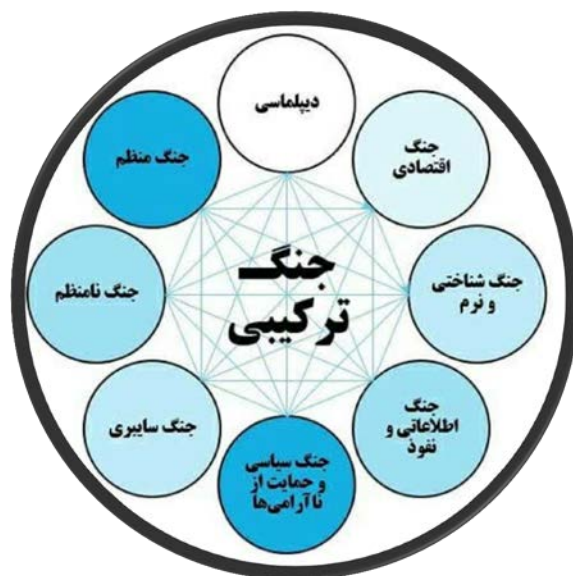 دیپلماسی
جنگ
اقتصادی
جنگ شناختی
و نرم
جنگ
اطلاعاتی و
نفوذ
جنگ سیاسی
و حمایت از
ناآرامی‌ها
جنگ سایبری
جنگ نامنظم
جنگ منظم
جنگ
ترکیبی